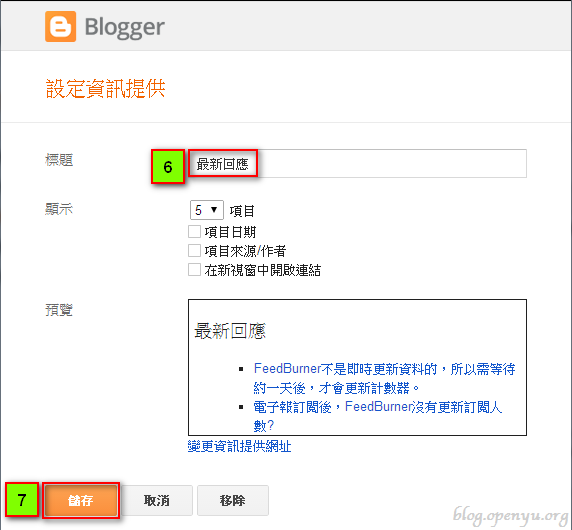 Blogger
設定資訊提供
標題
6
最新回應
顯示
5 項目
項目日期
項目來源/作者
在新視窗中開啟連結
預覽
最新回應
FeedBurner不是即時更新資料的，所以需等待
約一天後，才會更新計數器。
電子報訂閱後，FeedBurner沒有更新訂閱人
數?
變更資訊提供網址
7 儲存 取消 移除
blog.openyu.org